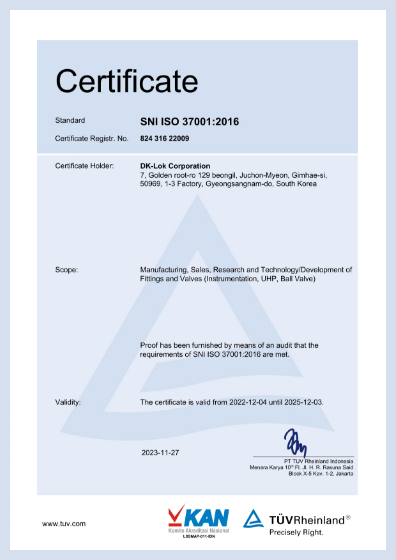 Certificate
Standard SNI ISO 37001:2016
Certificate Registr. No. 824 316 22009
Certificate Holder: DK-Lok Corporation
7, Golden root-ro 129 beongil, Juchon-Myeon, Gimhae-si,
50969, 1-3 Factory, Gyeongsangnam-do, South Korea
Scope: Manufacturing, Sales, Research and Technology/Development of
Fittings and Valves (Instrumentation, UHP, Ball Valve)
Proof has been furnished by means of an audit that the
requirements of SNI ISO 37001:2016 are met.
Validity: The certificate is valid from 2022-12-04 until 2025-12-03.
2023-11-27
PT TUV Rheinland Indonesia
Menara Karya 10th Fl. Jl. H. R. Rasuna Said
Block X-5 Kav. 1-2, Jakarta
www.tuv.com
KAN
Komite Akreditasi Nasional
LSSMAP-011-IDN
TÜVRheinland®
Precisely Right.